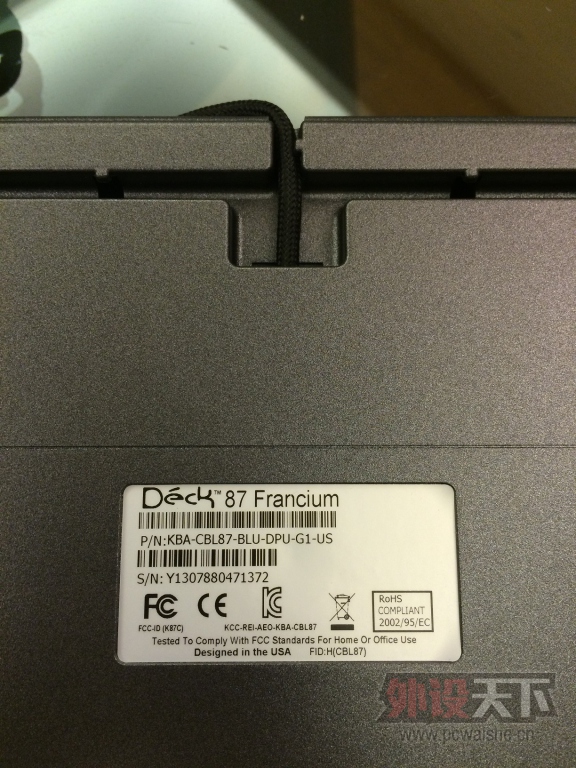 Deck™ 87 Francium
P/N:KBA-CBL87-BLU-DPU-G1-US
S/N: Y1307880471372
FC CE
FCC-ID (K87C) KCC-REI-AEO-KBA-CBL87
RoHS
COMPLIANT
2002/95/EC
Tested To Comply With FCC Standards For Home Or Office Use
Designed in the USA FID:H(CBL87)
外设天下
www.pcwaishe.cn